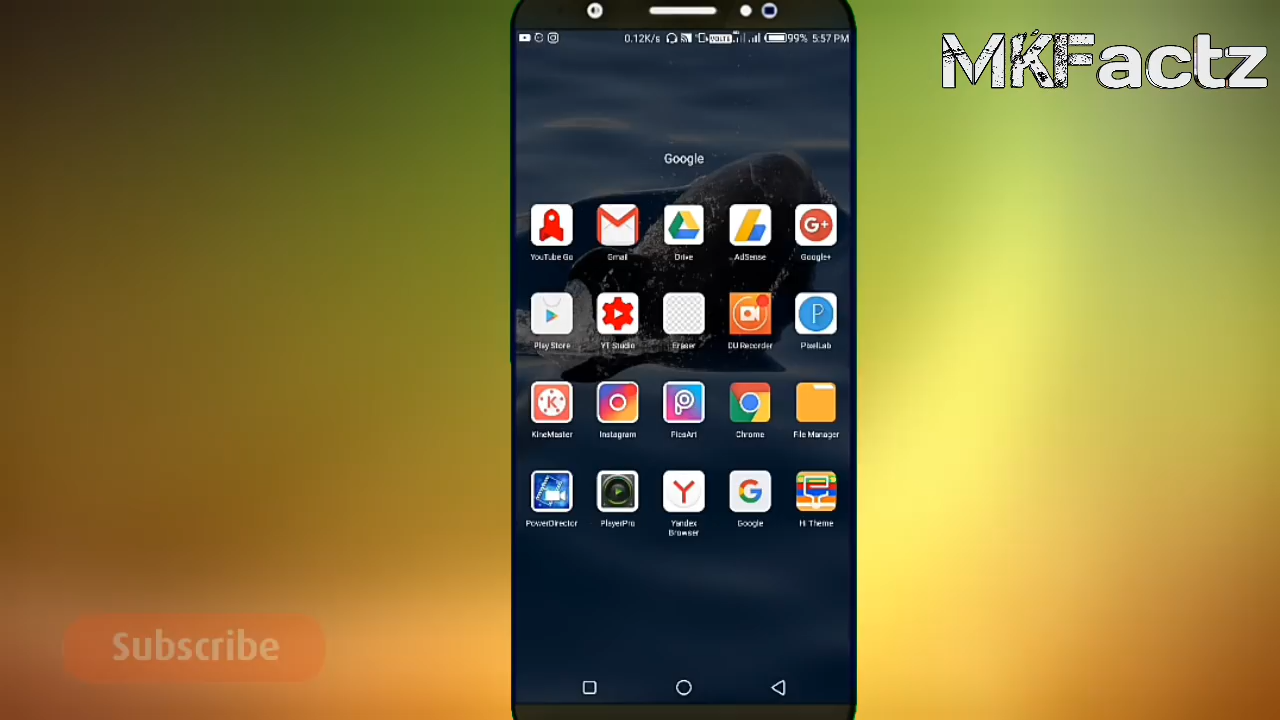 MKFactz
0.12K/s VOLTE 99% 5:57 PM
Google
YouTube Go Gmail Drive AdSense Google+
Play Store YT Studio Eraser DU Recorder PixelLab
KineMaster Instagram PicsArt Chrome File Manager
PowerDirector PlayerPro Yandex Browser Google Hi Theme
Subscribe